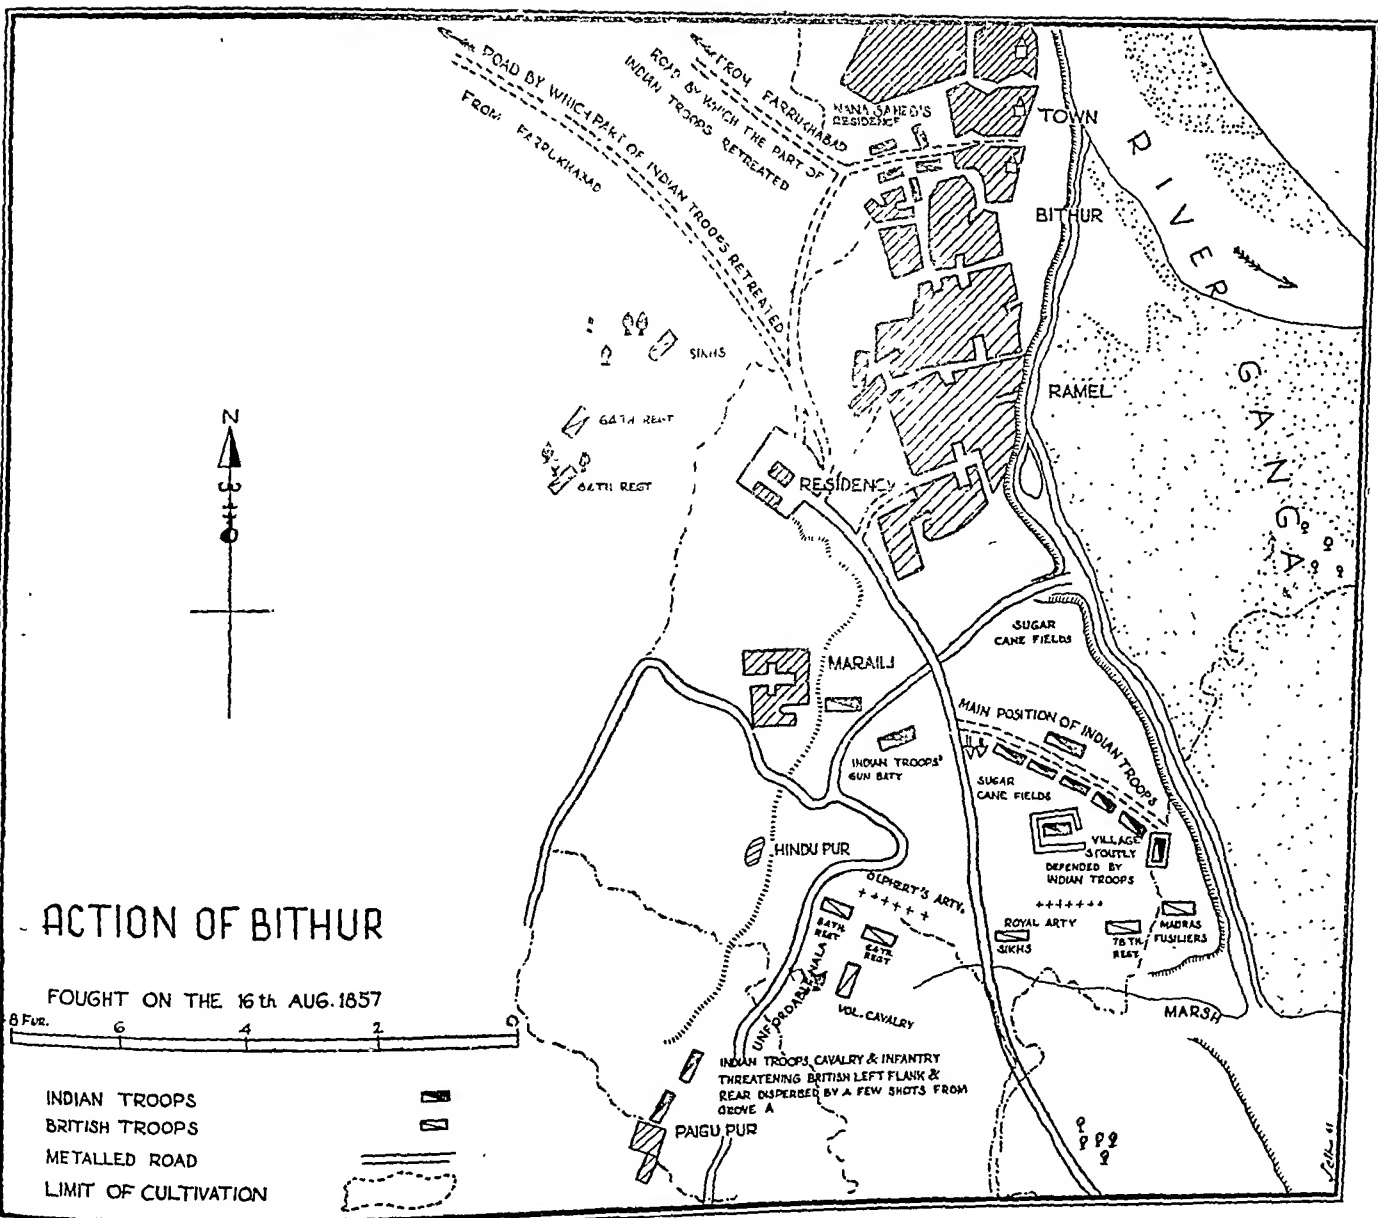 ROAD BY WHICH PART OF INDIAN TROOPS RETREATED
FROM FARRUKHABAD
FROM FARRUKHABAD
ROAD BY WHICH THE PART OF
INDIAN TROOPS RETREATED
NANA SAHEB'S
RESIDENCE
TOWN
BITHUR
RIVER
GANGA
RAMEL
SIKHS
64TH REGT
84TH REGT
RESIDENCY
N
SUGAR
CANE FIELDS
MARAILI
MAIN POSITION OF INDIAN TROOPS
INDIAN TROOPS'
GUN BATY
SUGAR
CANE FIELDS
VILLAGE
STOUTLY
DEFENDED BY
INDIAN TROOPS
HINDU PUR
OLPHERT'S ARTY.
84TH
REGT
64TH
REGT
ROYAL ARTY
SIKHS
78TH
REGT
MADRAS
FUSILIERS
UNFORDABLE NALA
VOL. CAVALRY
MARSH
INDIAN TROOPS, CAVALRY & INFANTRY
THREATENING BRITISH LEFT FLANK &
REAR DISPERSED BY A FEW SHOTS FROM
GROVE A
PAIGU PUR
ACTION OF BITHUR
FOUGHT ON THE 16th AUG. 1857
8 FUR. 6 4 2 0
INDIAN TROOPS
BRITISH TROOPS
METALLED ROAD
LIMIT OF CULTIVATION